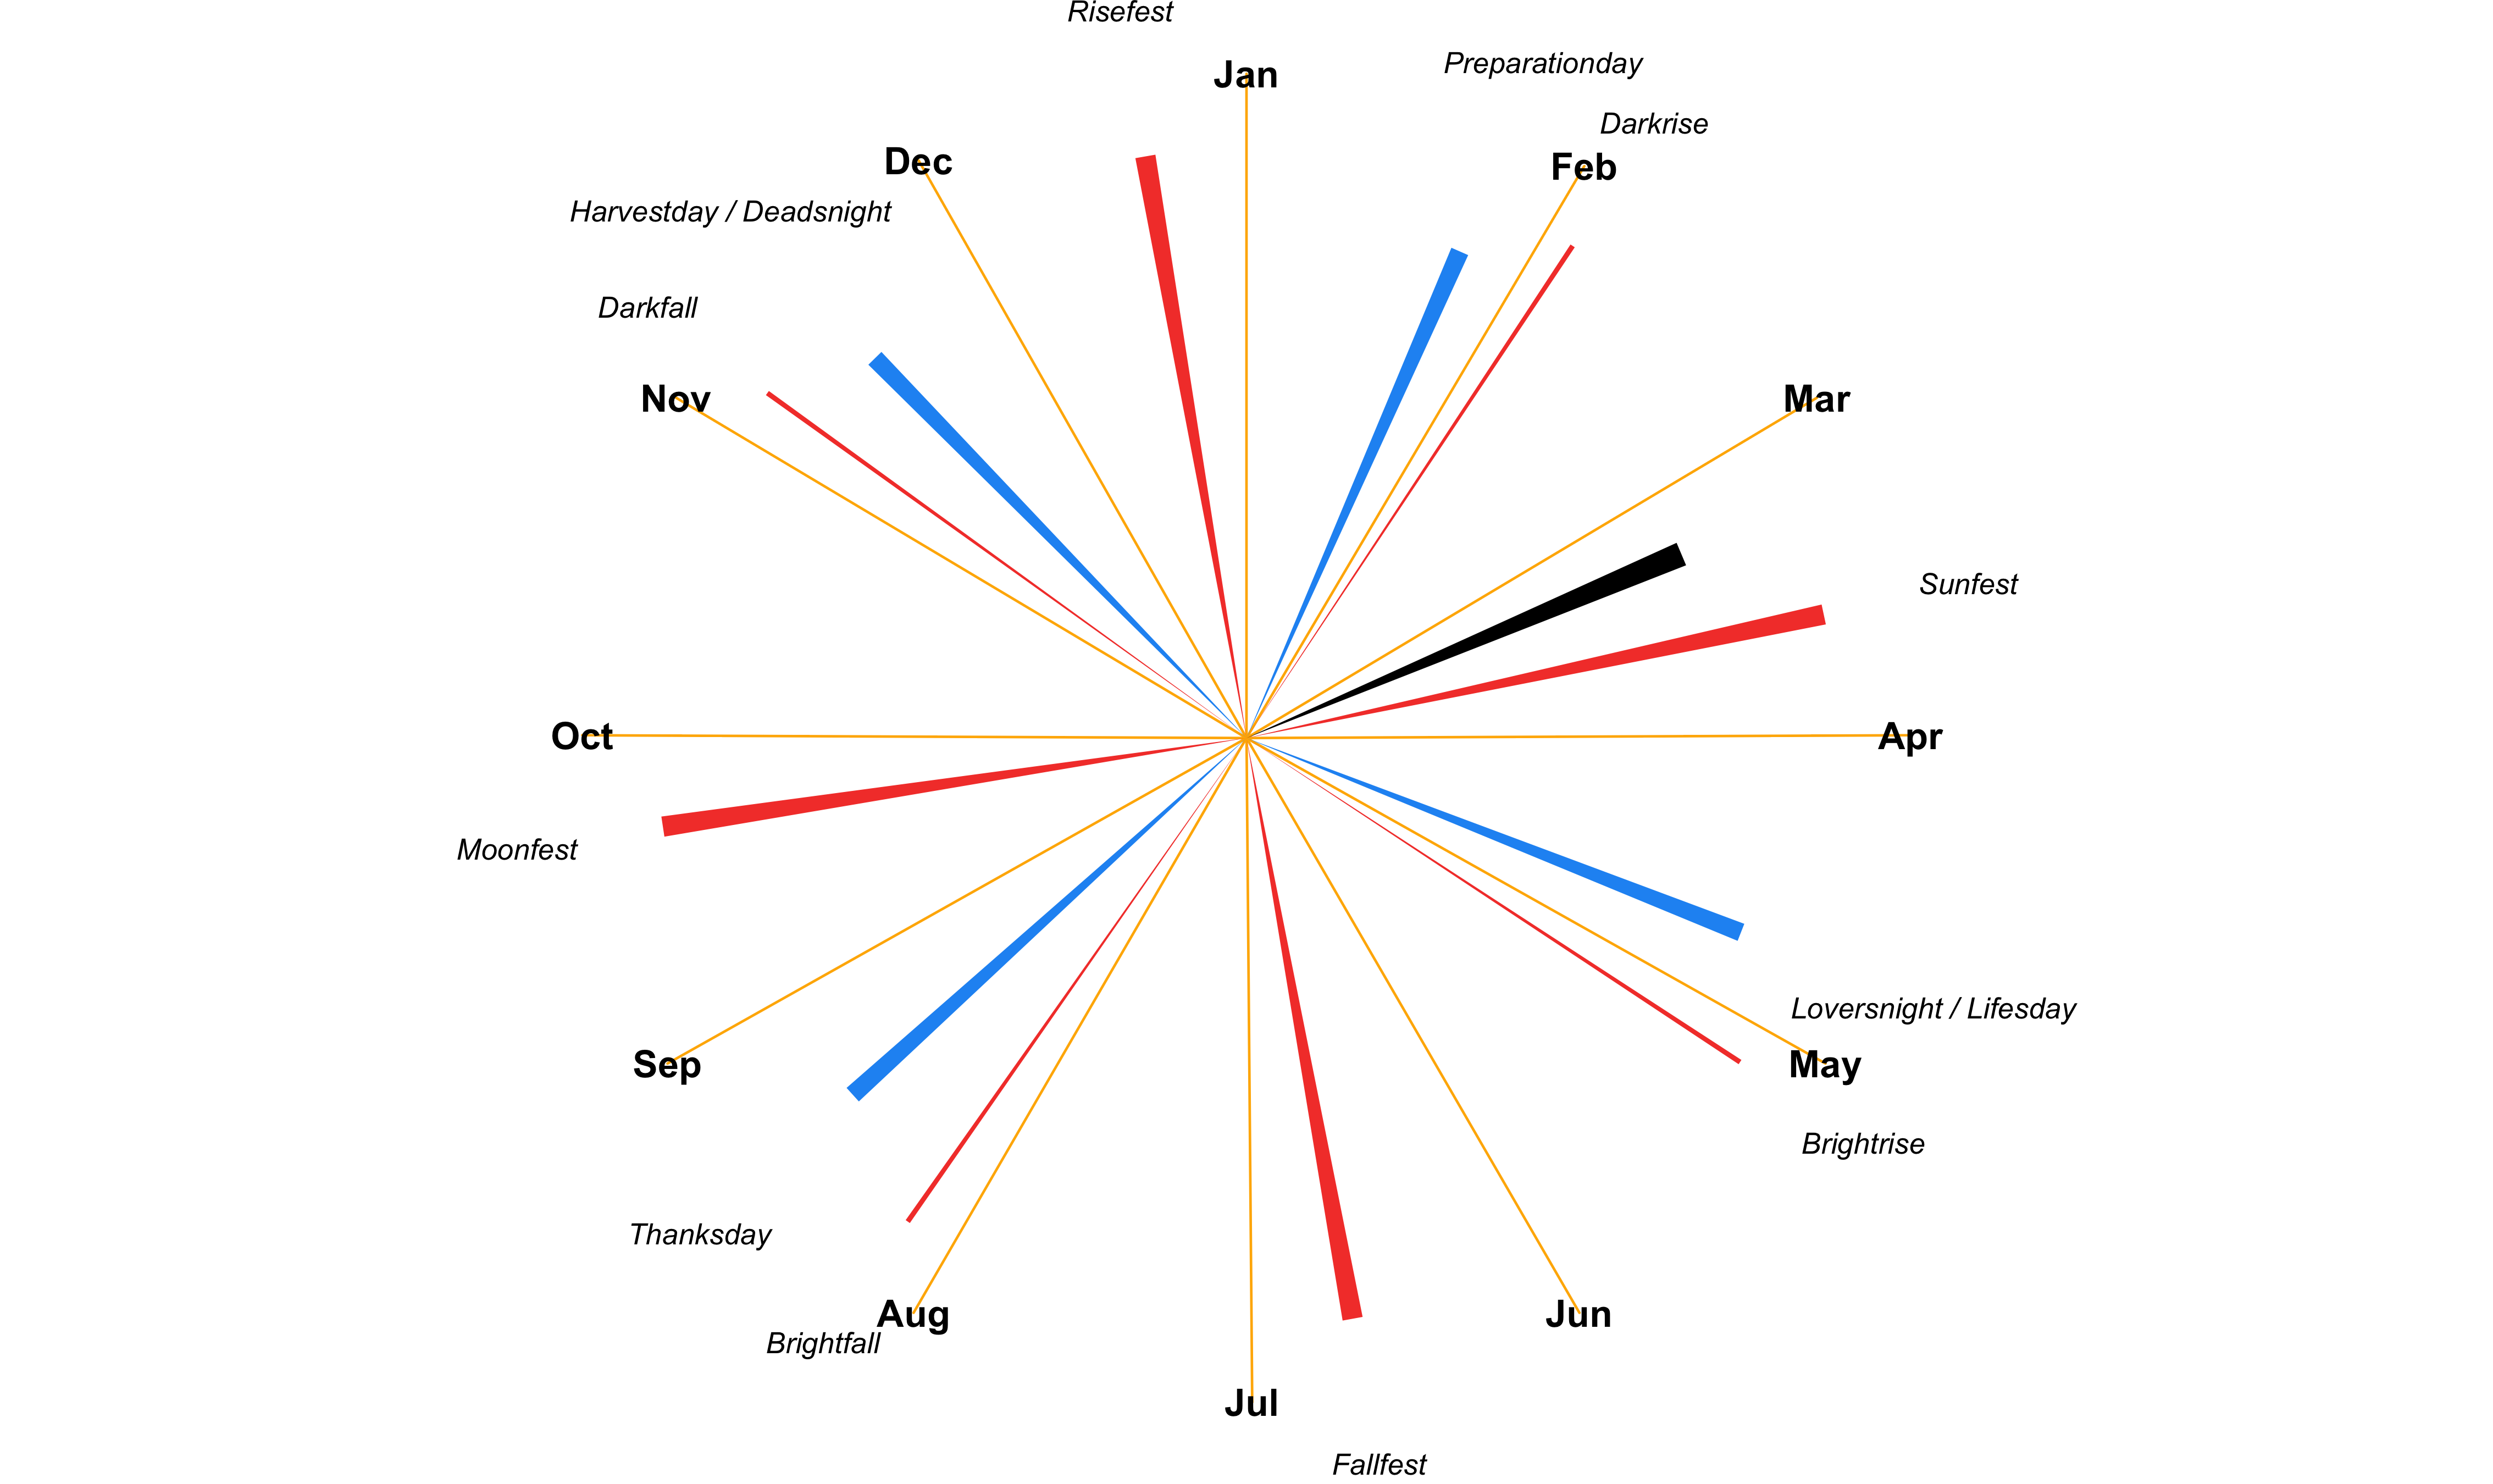 Risefest
Jan
Preparationday
Darkrise
Dec
Feb
Harvestday / Deadsnight
Darkfall
Nov
Mar
Sunfest
Oct
Apr
Moonfest
Loversnight / Lifesday
Sep
May
Brightrise
Thanksday
Aug
Jun
Brightfall
Jul
Fallfest